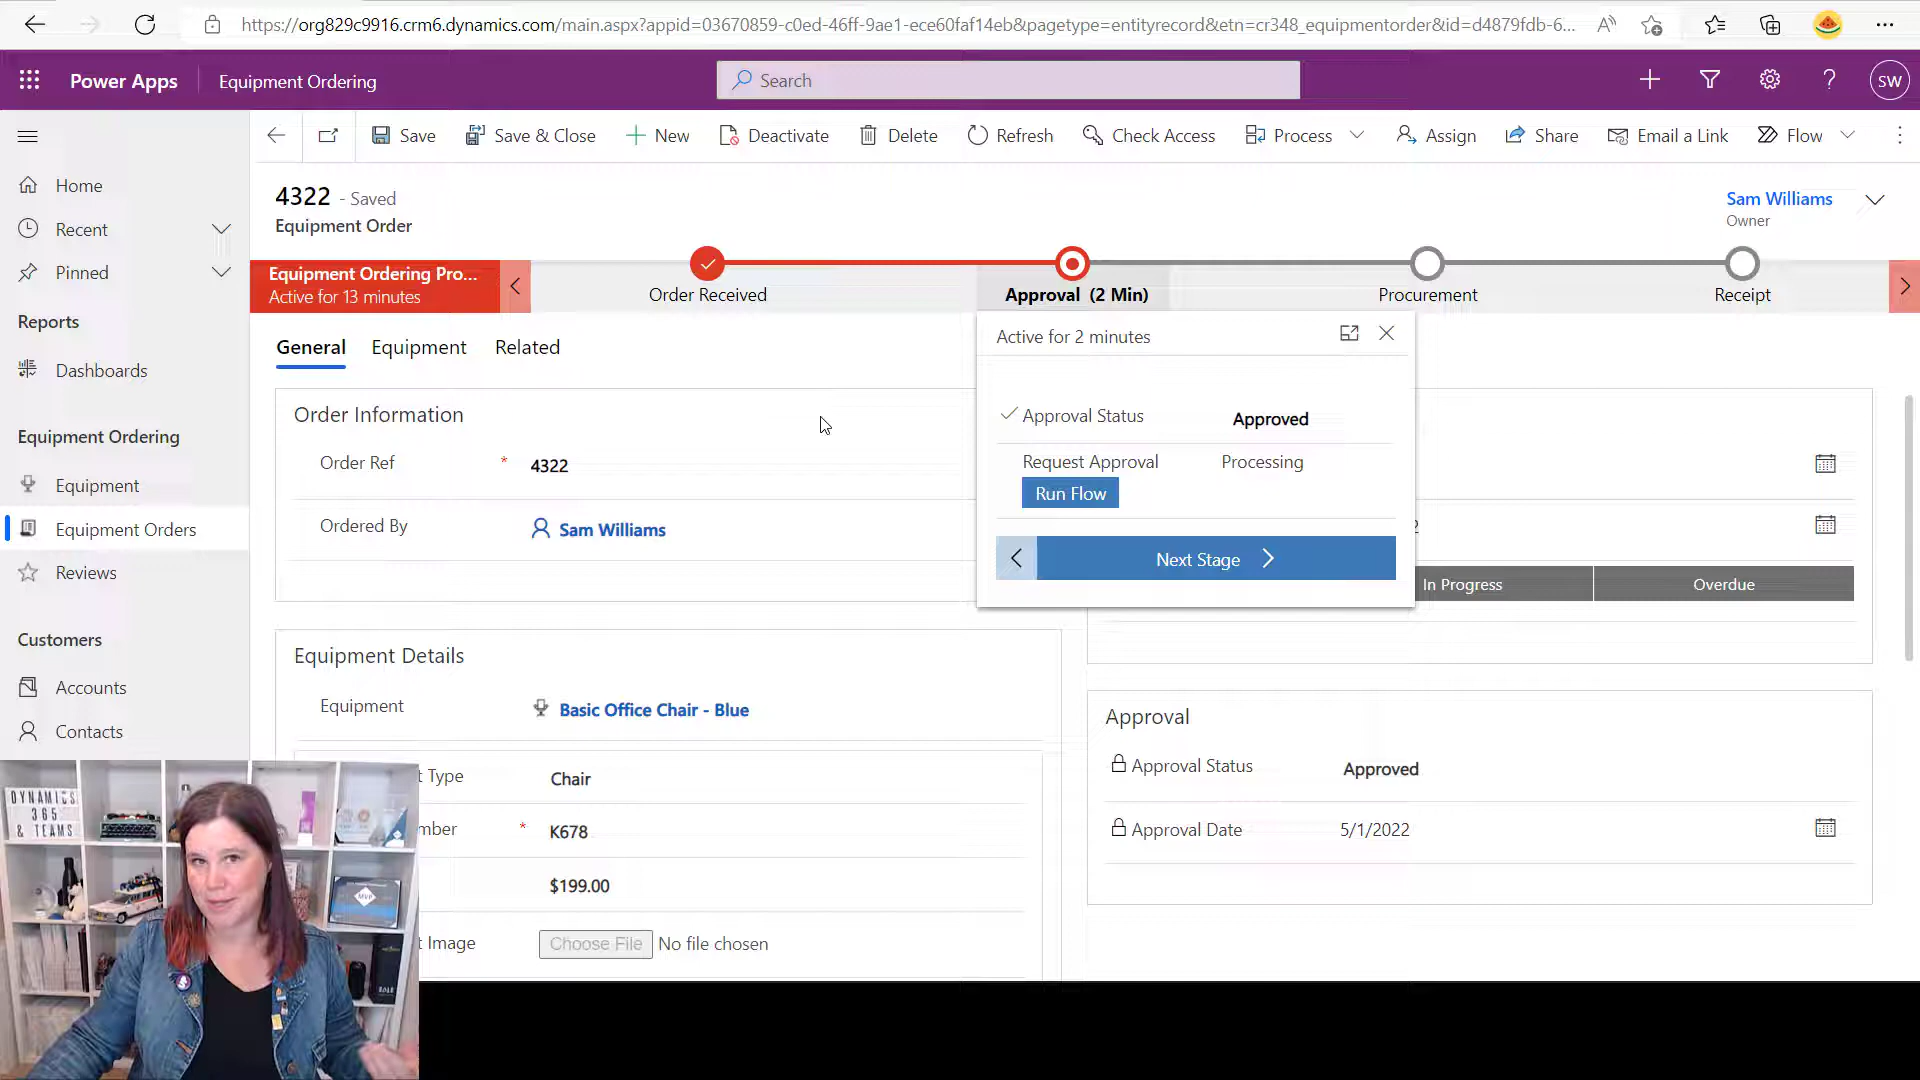 https://org829c9916.crm6.dynamics.com/main.aspx?appid=03670859-c0ed-46ff-9ae1-ece60faf14eb&pagetype=entityrecord&etn=cr348_equipmentorder&id=d4879fdb-6...
Power Apps
Equipment Ordering
Search
SW
Save
Save & Close
New
Deactivate
Delete
Refresh
Check Access
Process
Assign
Share
Email a Link
Flow
Home
Recent
Pinned
Reports
Dashboards
Equipment Ordering
Equipment
Equipment Orders
Reviews
Customers
Accounts
Contacts
4322 - Saved
Equipment Order
Sam Williams
Owner
Equipment Ordering Pro...
Active for 13 minutes
Order Received
Approval (2 Min)
Procurement
Receipt
General
Equipment
Related
Active for 2 minutes
Approval Status
Approved
Request Approval
Processing
Run Flow
Next Stage
Order Information
Order Ref
*
4322
Ordered By
Sam Williams
In Progress
Overdue
Equipment Details
Equipment
Basic Office Chair - Blue
t Type
Chair
mber
*
K678
$199.00
t Image
Choose File
No file chosen
Approval
Approval Status
Approved
Approval Date
5/1/2022
DYNAMICS
365
& TEAMS
MVP